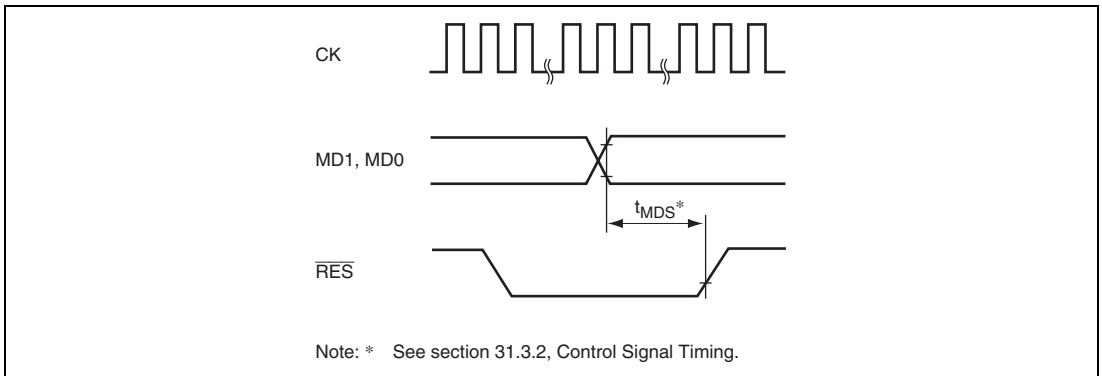 CK
MD1, MD0
tMDS*
RES
Note: * See section 31.3.2, Control Signal Timing.